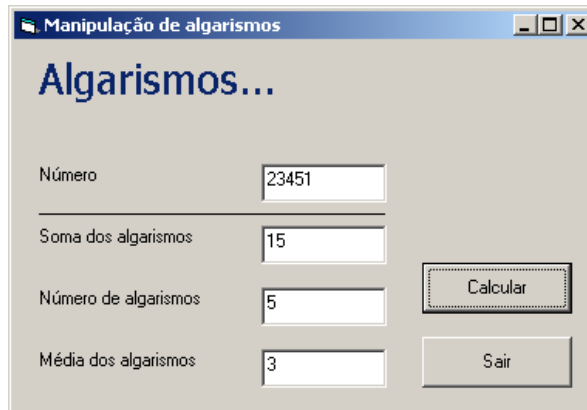 Manipulação de algarismos
Algarismos...
Número 23451
Soma dos algarismos 15
Número de algarismos 5
Calcular
Média dos algarismos 3
Sair